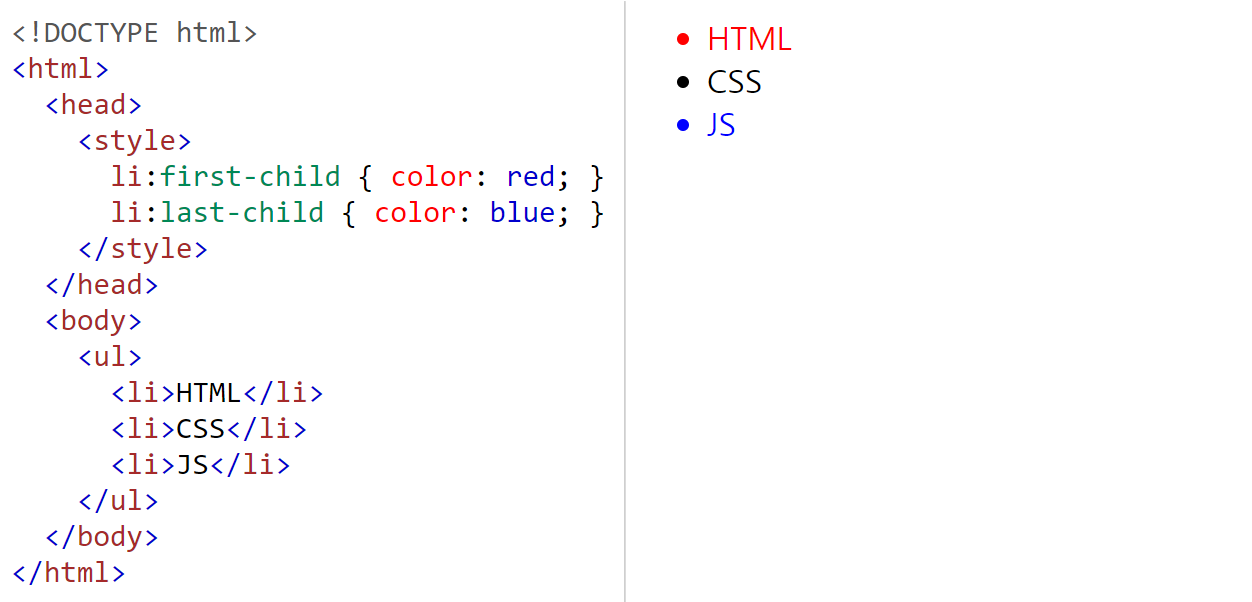 <!DOCTYPE html>
<html>
  <head>
    <style>
      li:first-child { color: red; }
      li:last-child { color: blue; }
    </style>
  </head>
  <body>
    <ul>
      <li>HTML</li>
      <li>CSS</li>
      <li>JS</li>
    </ul>
  </body>
</html>
HTML
CSS
JS